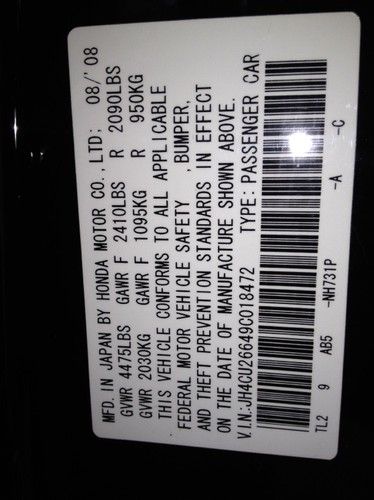 MFD. IN JAPAN BY HONDA MOTOR CO., LTD; 08/'08
GVWR 4475LBS GAWR F 2410LBS R 2090LBS
GVWR 2030KG GAWR F 1095KG R 950KG
THIS VEHICLE CONFORMS TO ALL APPLICABLE
FEDERAL MOTOR VEHICLE SAFETY , BUMPER,
AND THEFT PREVENTION STANDARDS IN EFFECT
ON THE DATE OF MANUFACTURE SHOWN ABOVE.
V.I.N:JH4CU26649C018472 TYPE: PASSENGER CAR
TL2 9 AB5 -NH731P -A -C